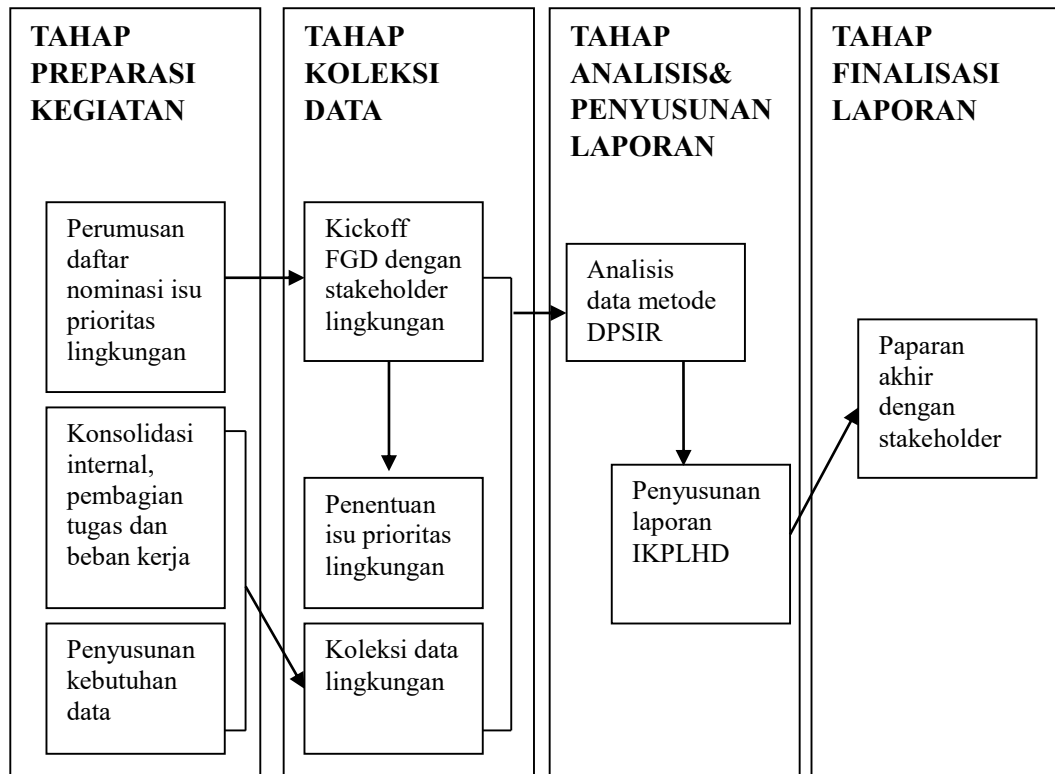 TAHAP
PREPARASI
KEGIATAN
Perumusan
daftar
nominasi isu
prioritas
lingkungan
Konsolidasi
internal,
pembagian
tugas dan
beban kerja
Penyusunan
kebutuhan
data
TAHAP
KOLEKSI
DATA
Kickoff
FGD dengan
stakeholder
lingkungan
Penentuan
isu prioritas
lingkungan
Koleksi data
lingkungan
TAHAP
ANALISIS&
PENYUSUNAN
LAPORAN
Analisis
data metode
DPSIR
Penyusunan
laporan
IKPLHD
TAHAP
FINALISASI
LAPORAN
Paparan
akhir
dengan
stakeholder